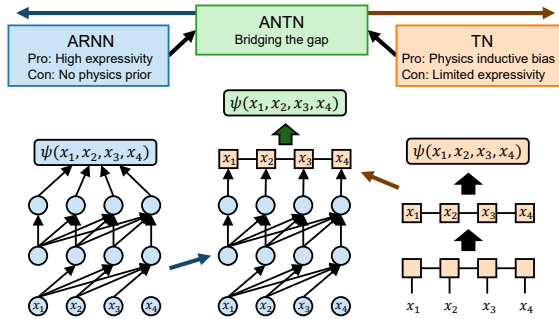 ARNN
Pro: High expressivity
Con: No physics prior
ANTN
Bridging the gap
TN
Pro: Physics inductive bias
Con: Limited expressivity
ψ(x₁, x₂, x₃, x₄)
x₁ x₂ x₃ x₄
ψ(x₁, x₂, x₃, x₄)
x₁ x₂ x₃ x₄
x₁ x₂ x₃ x₄
ψ(x₁, x₂, x₃, x₄)
x₁ x₂ x₃ x₄
x₁ x₂ x₃ x₄